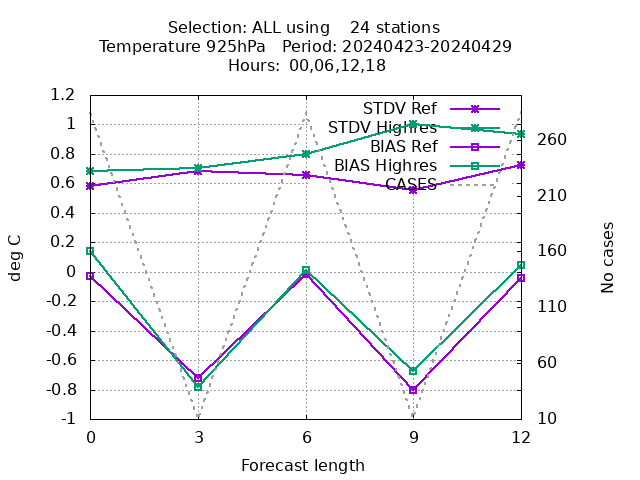 Selection: ALL using    24 stations
Temperature 925hPa   Period: 20240423-20240429
Hours: 00,06,12,18
STDV Ref
STDV Highres
BIAS Ref
BIAS Highres
CASES
1.2
1
0.8
0.6
0.4
0.2
0
-0.2
-0.4
-0.6
-0.8
-1
deg C
260
210
160
110
60
10
No cases
0 3 6 9 12
Forecast length